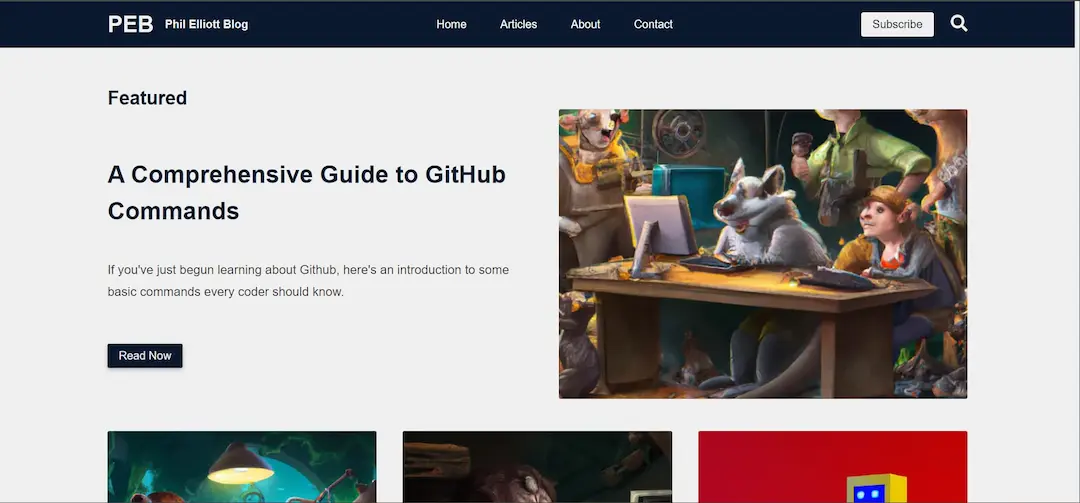 PEB Phil Elliott Blog Home Articles About Contact Subscribe
Featured
A Comprehensive Guide to GitHub
Commands
If you've just begun learning about Github, here's an introduction to some
basic commands every coder should know.
Read Now